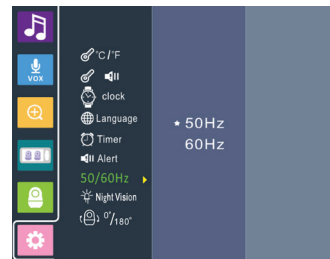 VOX
°C/°F
clock
Language
Timer
Alert
50/60Hz
Night Vision
0°/180°
50Hz
60Hz